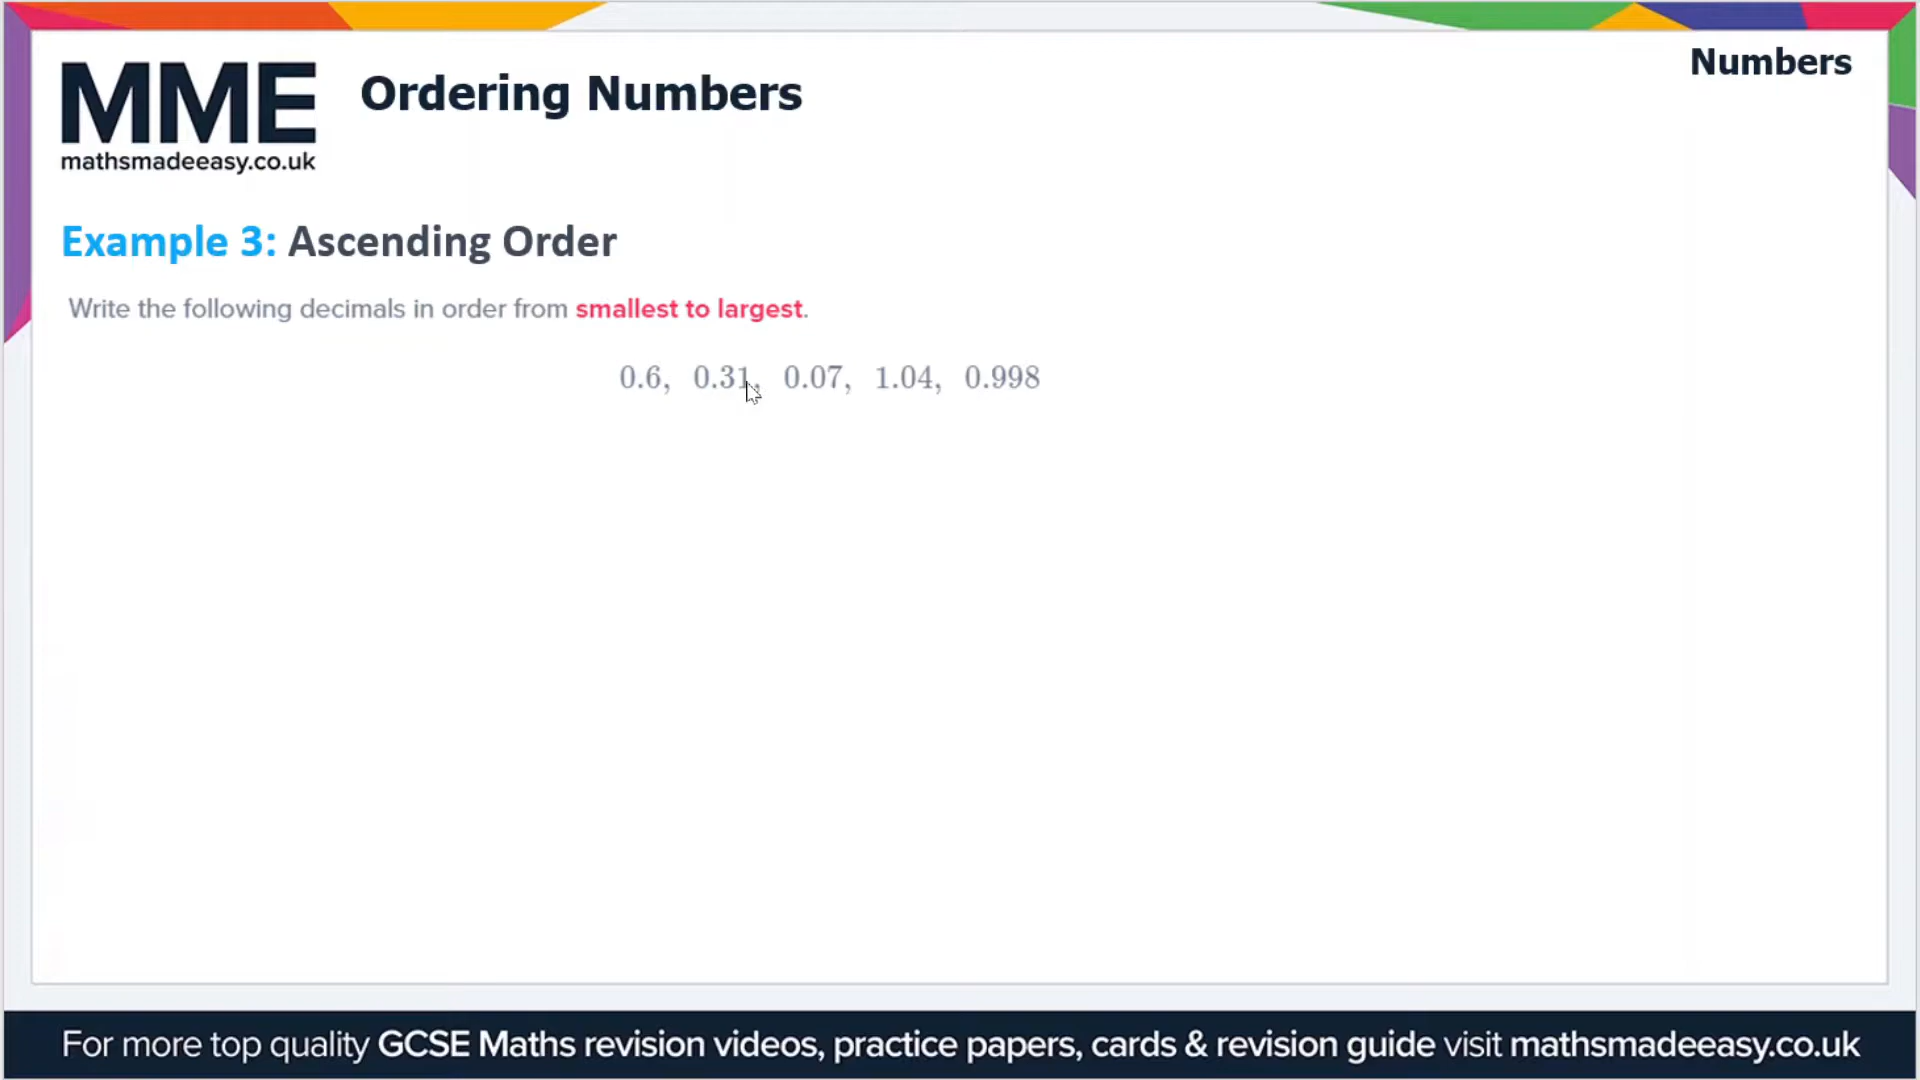 Numbers
MME
Ordering Numbers
mathsmadeeasy.co.uk
Example 3: Ascending Order
Write the following decimals in order from smallest to largest.
0.6, 0.31, 0.07, 1.04, 0.998
For more top quality GCSE Maths revision videos, practice papers, cards & revision guide visit mathsmadeeasy.co.uk